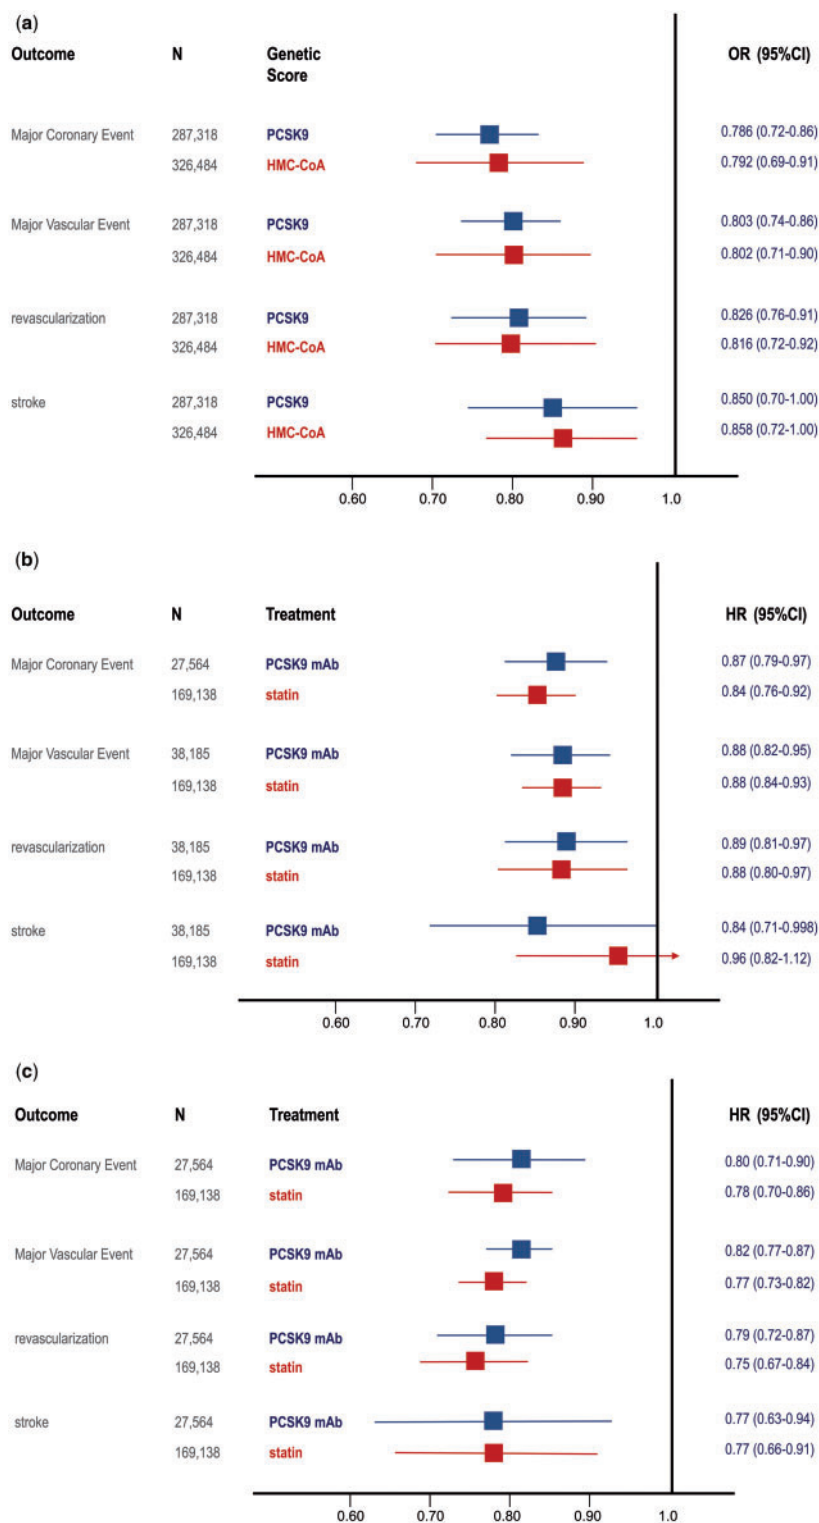 (a)
Outcome N Genetic Score OR (95%CI)
Major Coronary Event 287,318 PCSK9 0.786 (0.72-0.86)
326,484 HMC-CoA 0.792 (0.69-0.91)
Major Vascular Event 287,318 PCSK9 0.803 (0.74-0.86)
326,484 HMC-CoA 0.802 (0.71-0.90)
revascularization 287,318 PCSK9 0.826 (0.76-0.91)
326,484 HMC-CoA 0.816 (0.72-0.92)
stroke 287,318 PCSK9 0.850 (0.70-1.00)
326,484 HMC-CoA 0.858 (0.72-1.00)
0.60 0.70 0.80 0.90 1.0
(b)
Outcome N Treatment HR (95%CI)
Major Coronary Event 27,564 PCSK9 mAb 0.87 (0.79-0.97)
169,138 statin 0.84 (0.76-0.92)
Major Vascular Event 38,185 PCSK9 mAb 0.88 (0.82-0.95)
169,138 statin 0.88 (0.84-0.93)
revascularization 38,185 PCSK9 mAb 0.89 (0.81-0.97)
169,138 statin 0.88 (0.80-0.97)
stroke 38,185 PCSK9 mAb 0.84 (0.71-0.998)
169,138 statin 0.96 (0.82-1.12)
0.60 0.70 0.80 0.90 1.0
(c)
Outcome N Treatment HR (95%CI)
Major Coronary Event 27,564 PCSK9 mAb 0.80 (0.71-0.90)
169,138 statin 0.78 (0.70-0.86)
Major Vascular Event 27,564 PCSK9 mAb 0.82 (0.77-0.87)
169,138 statin 0.77 (0.73-0.82)
revascularization 27,564 PCSK9 mAb 0.79 (0.72-0.87)
169,138 statin 0.75 (0.67-0.84)
stroke 27,564 PCSK9 mAb 0.77 (0.63-0.94)
169,138 statin 0.77 (0.66-0.91)
0.60 0.70 0.80 0.90 1.0